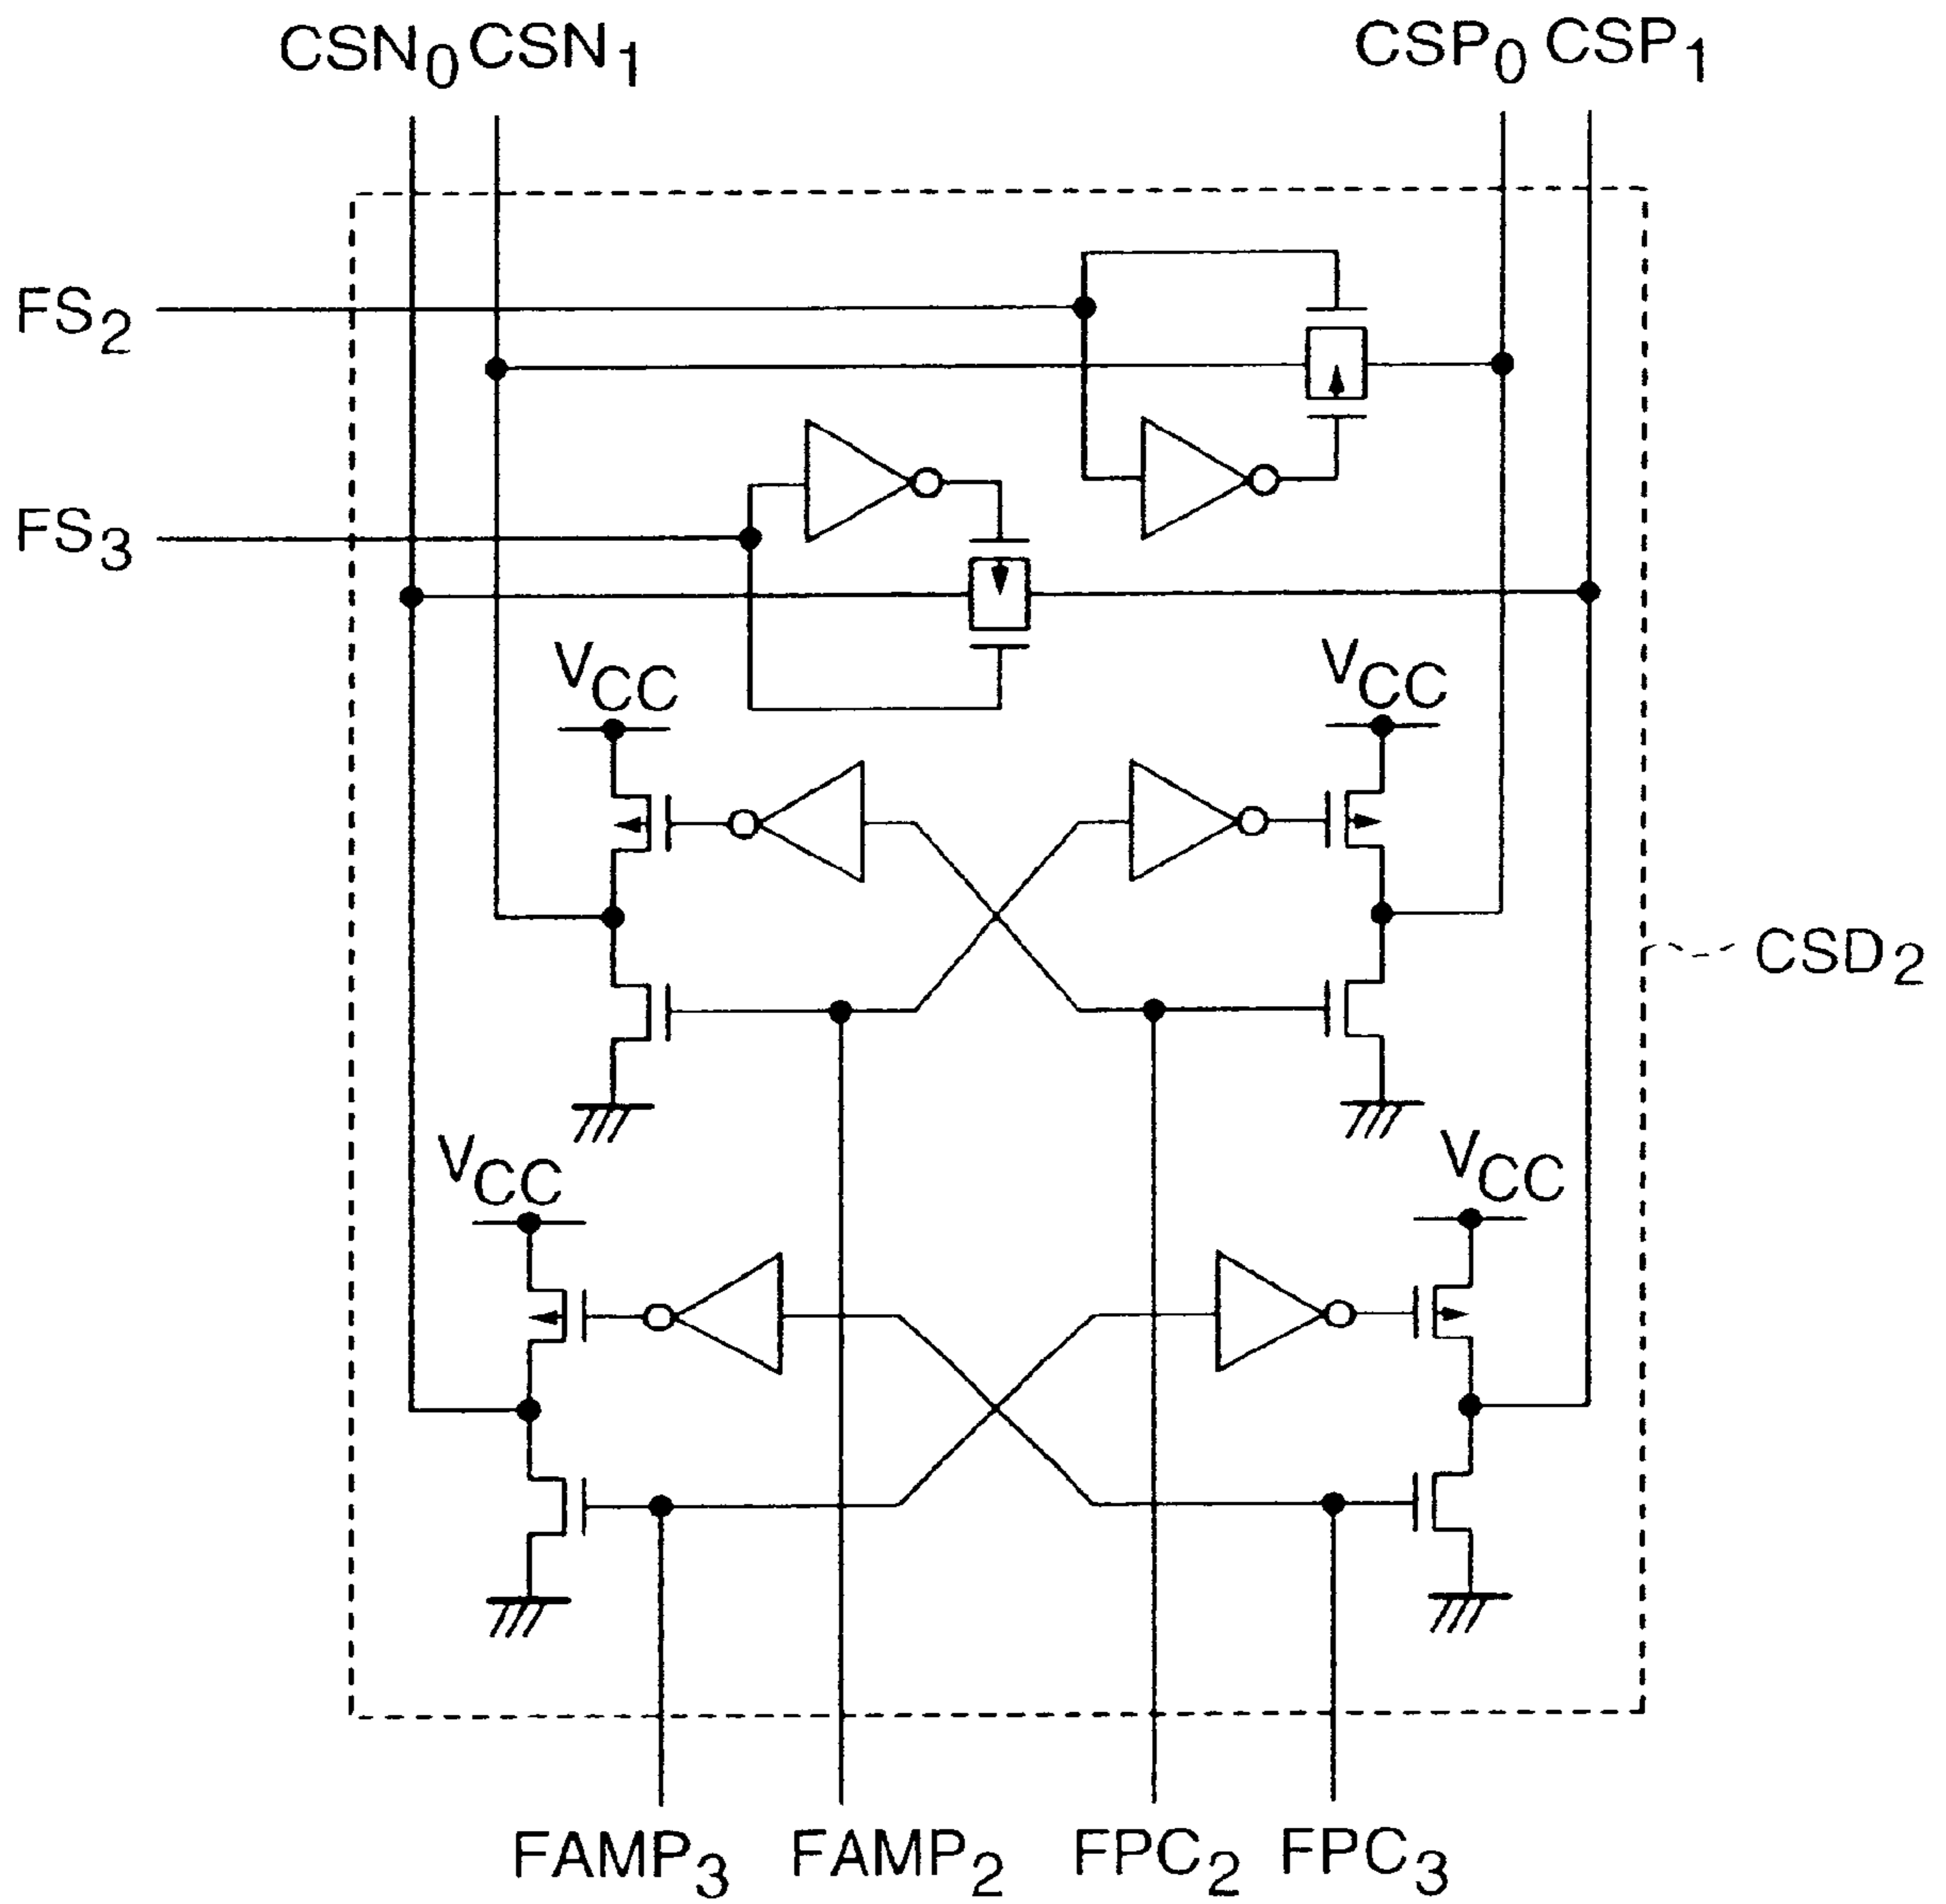 CSN0 CSN1 CSP0 CSP1
FS2
FS3
VCC VCC
CSD2
VCC VCC
FAMP3 FAMP2 FPC2 FPC3